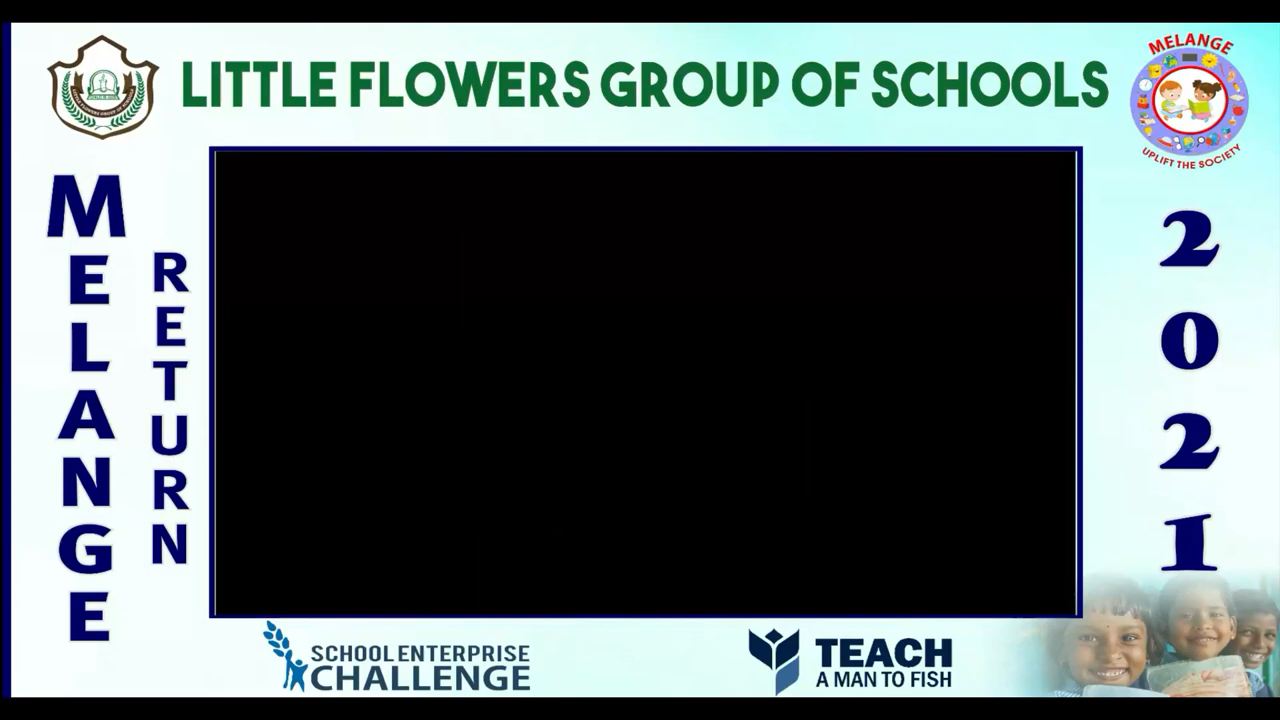 LITTLE FLOWERS GROUP OF SCHOOLS
MELANGE
UPLIFT THE SOCIETY
MELANGE
RETURN
2021
SCHOOL ENTERPRISE
CHALLENGE
TEACH
A MAN TO FISH